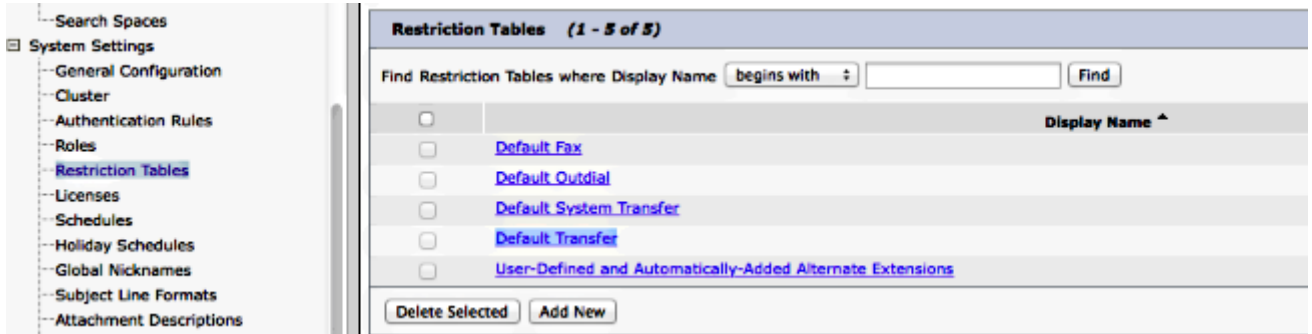 Search Spaces
System Settings
General Configuration
Cluster
Authentication Rules
Roles
Restriction Tables
Licenses
Schedules
Holiday Schedules
Global Nicknames
Subject Line Formats
Attachment Descriptions
Restriction Tables (1 - 5 of 5)
Find Restriction Tables where Display Name begins with Find
Display Name
Default Fax
Default Outdial
Default System Transfer
Default Transfer
User-Defined and Automatically-Added Alternate Extensions
Delete Selected Add New